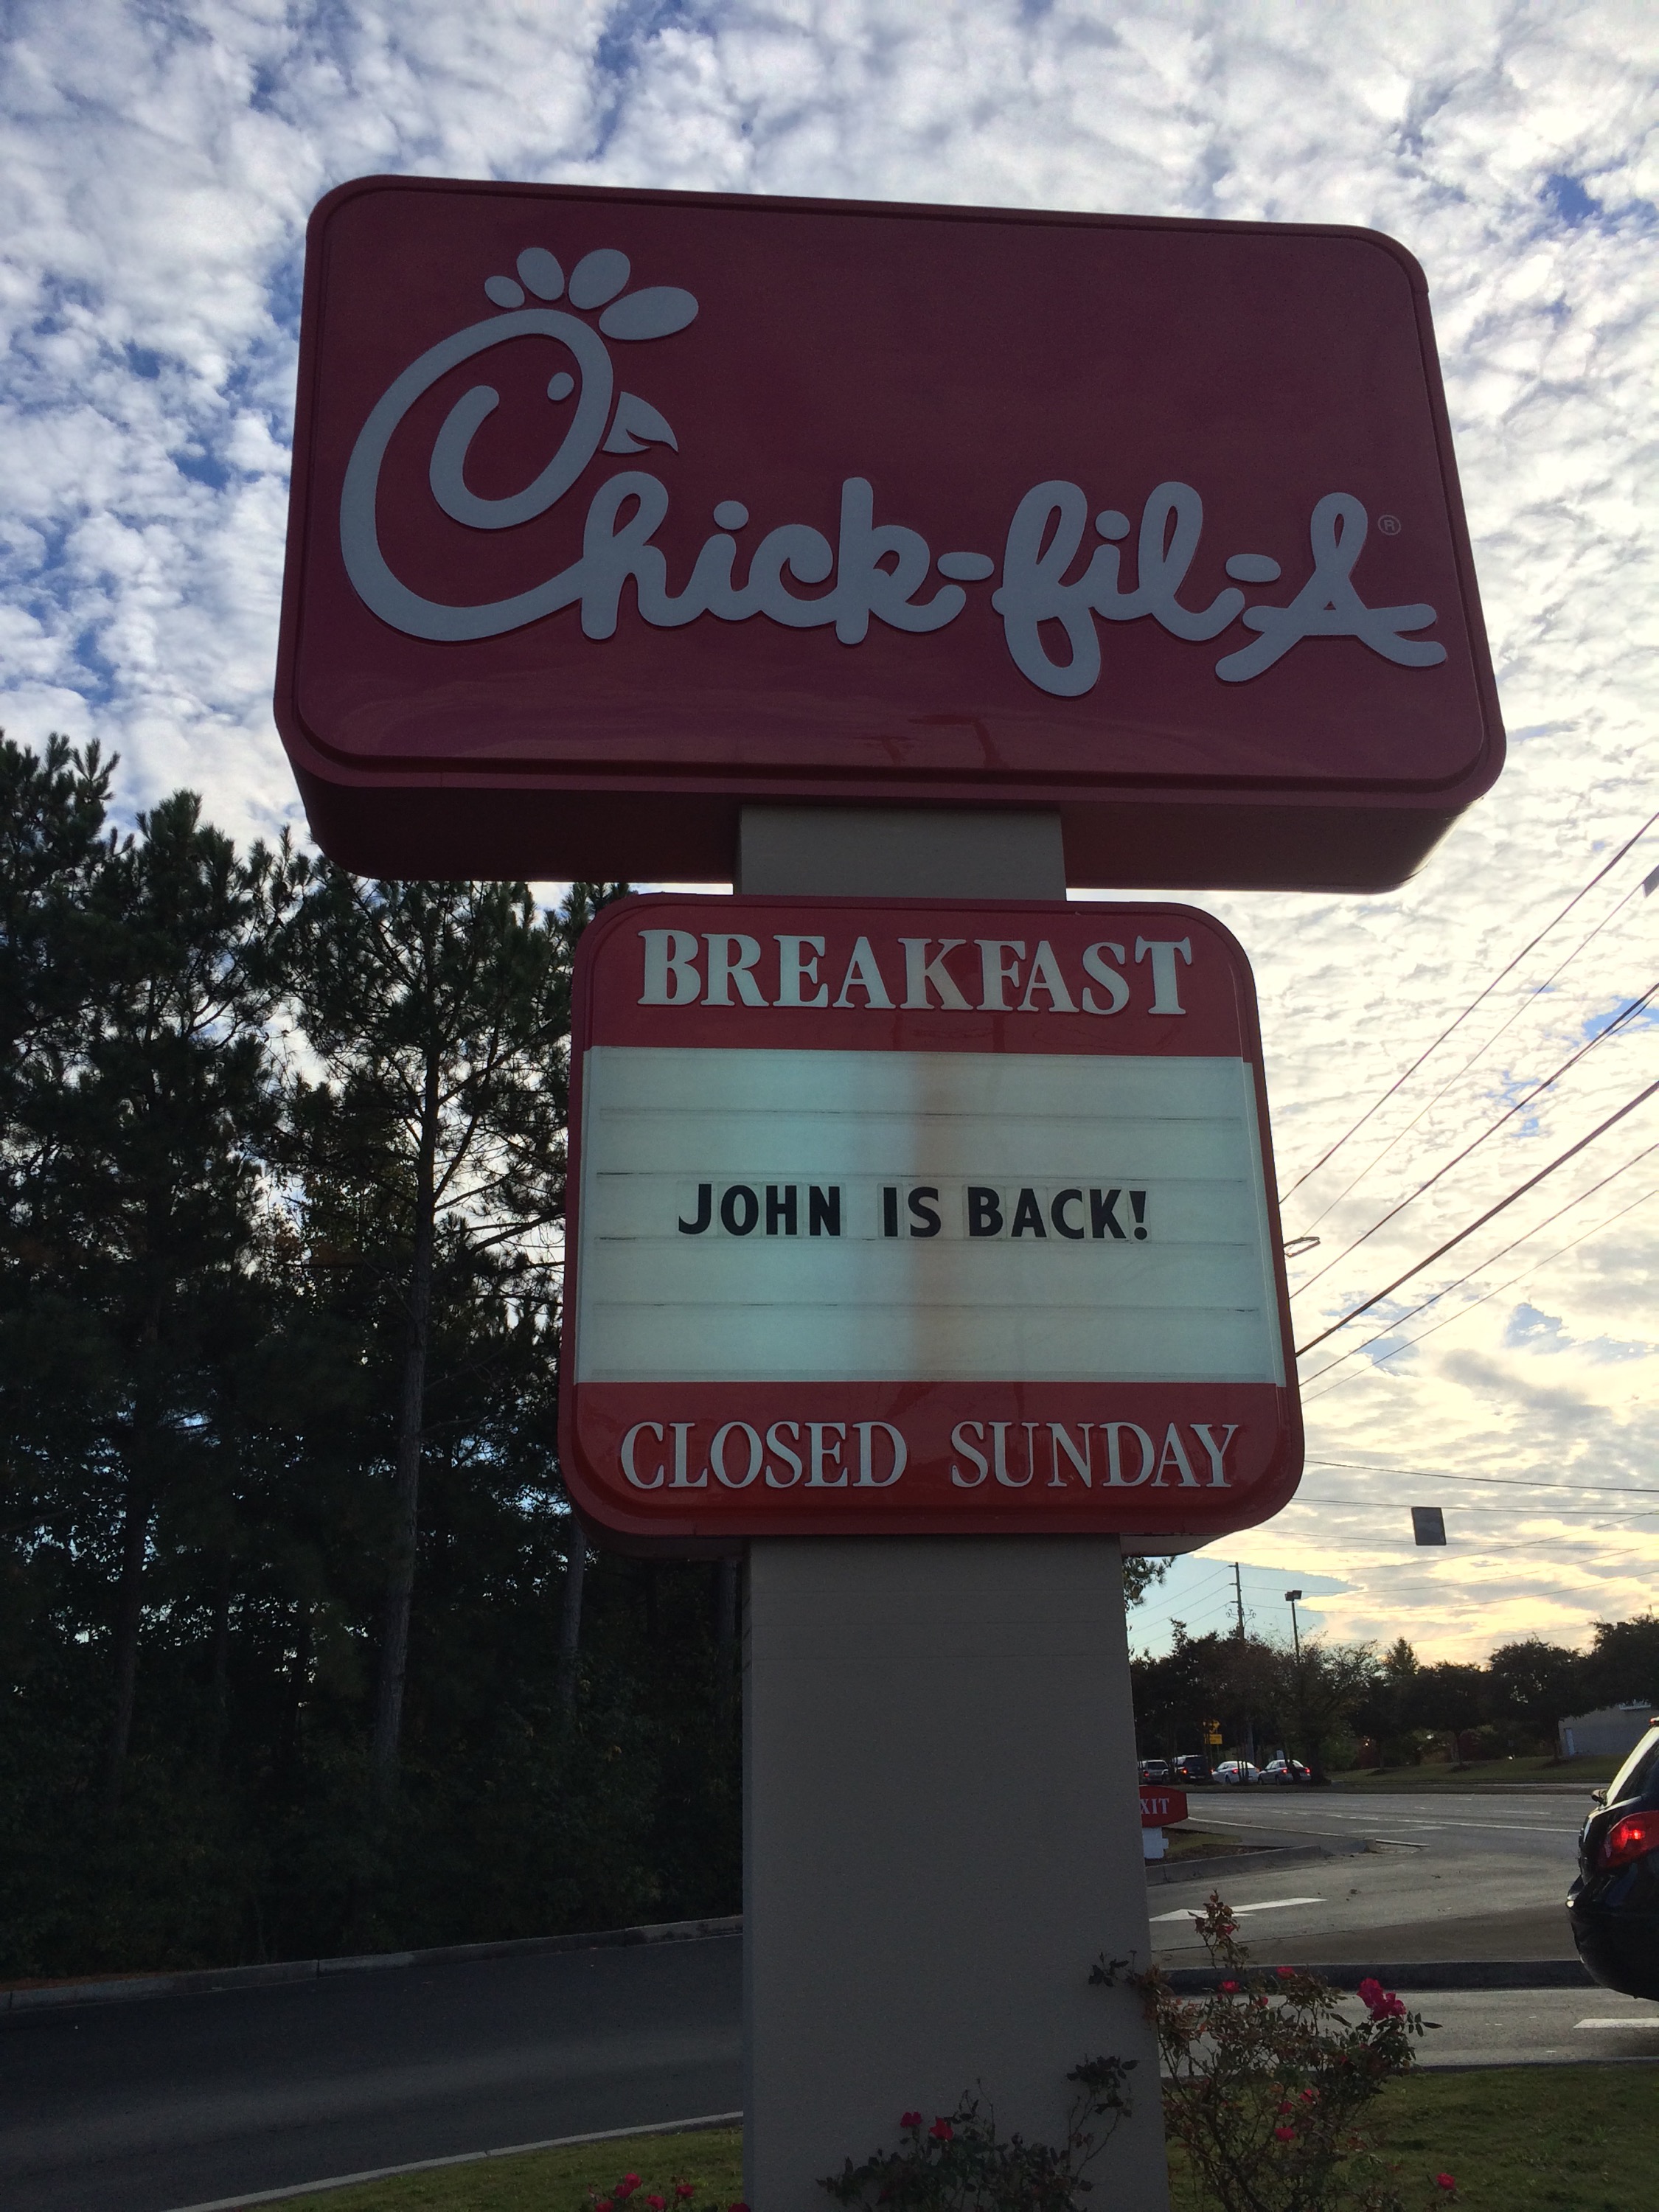 Chick-fil-A®
BREAKFAST
JOHN IS BACK!
CLOSED SUNDAY